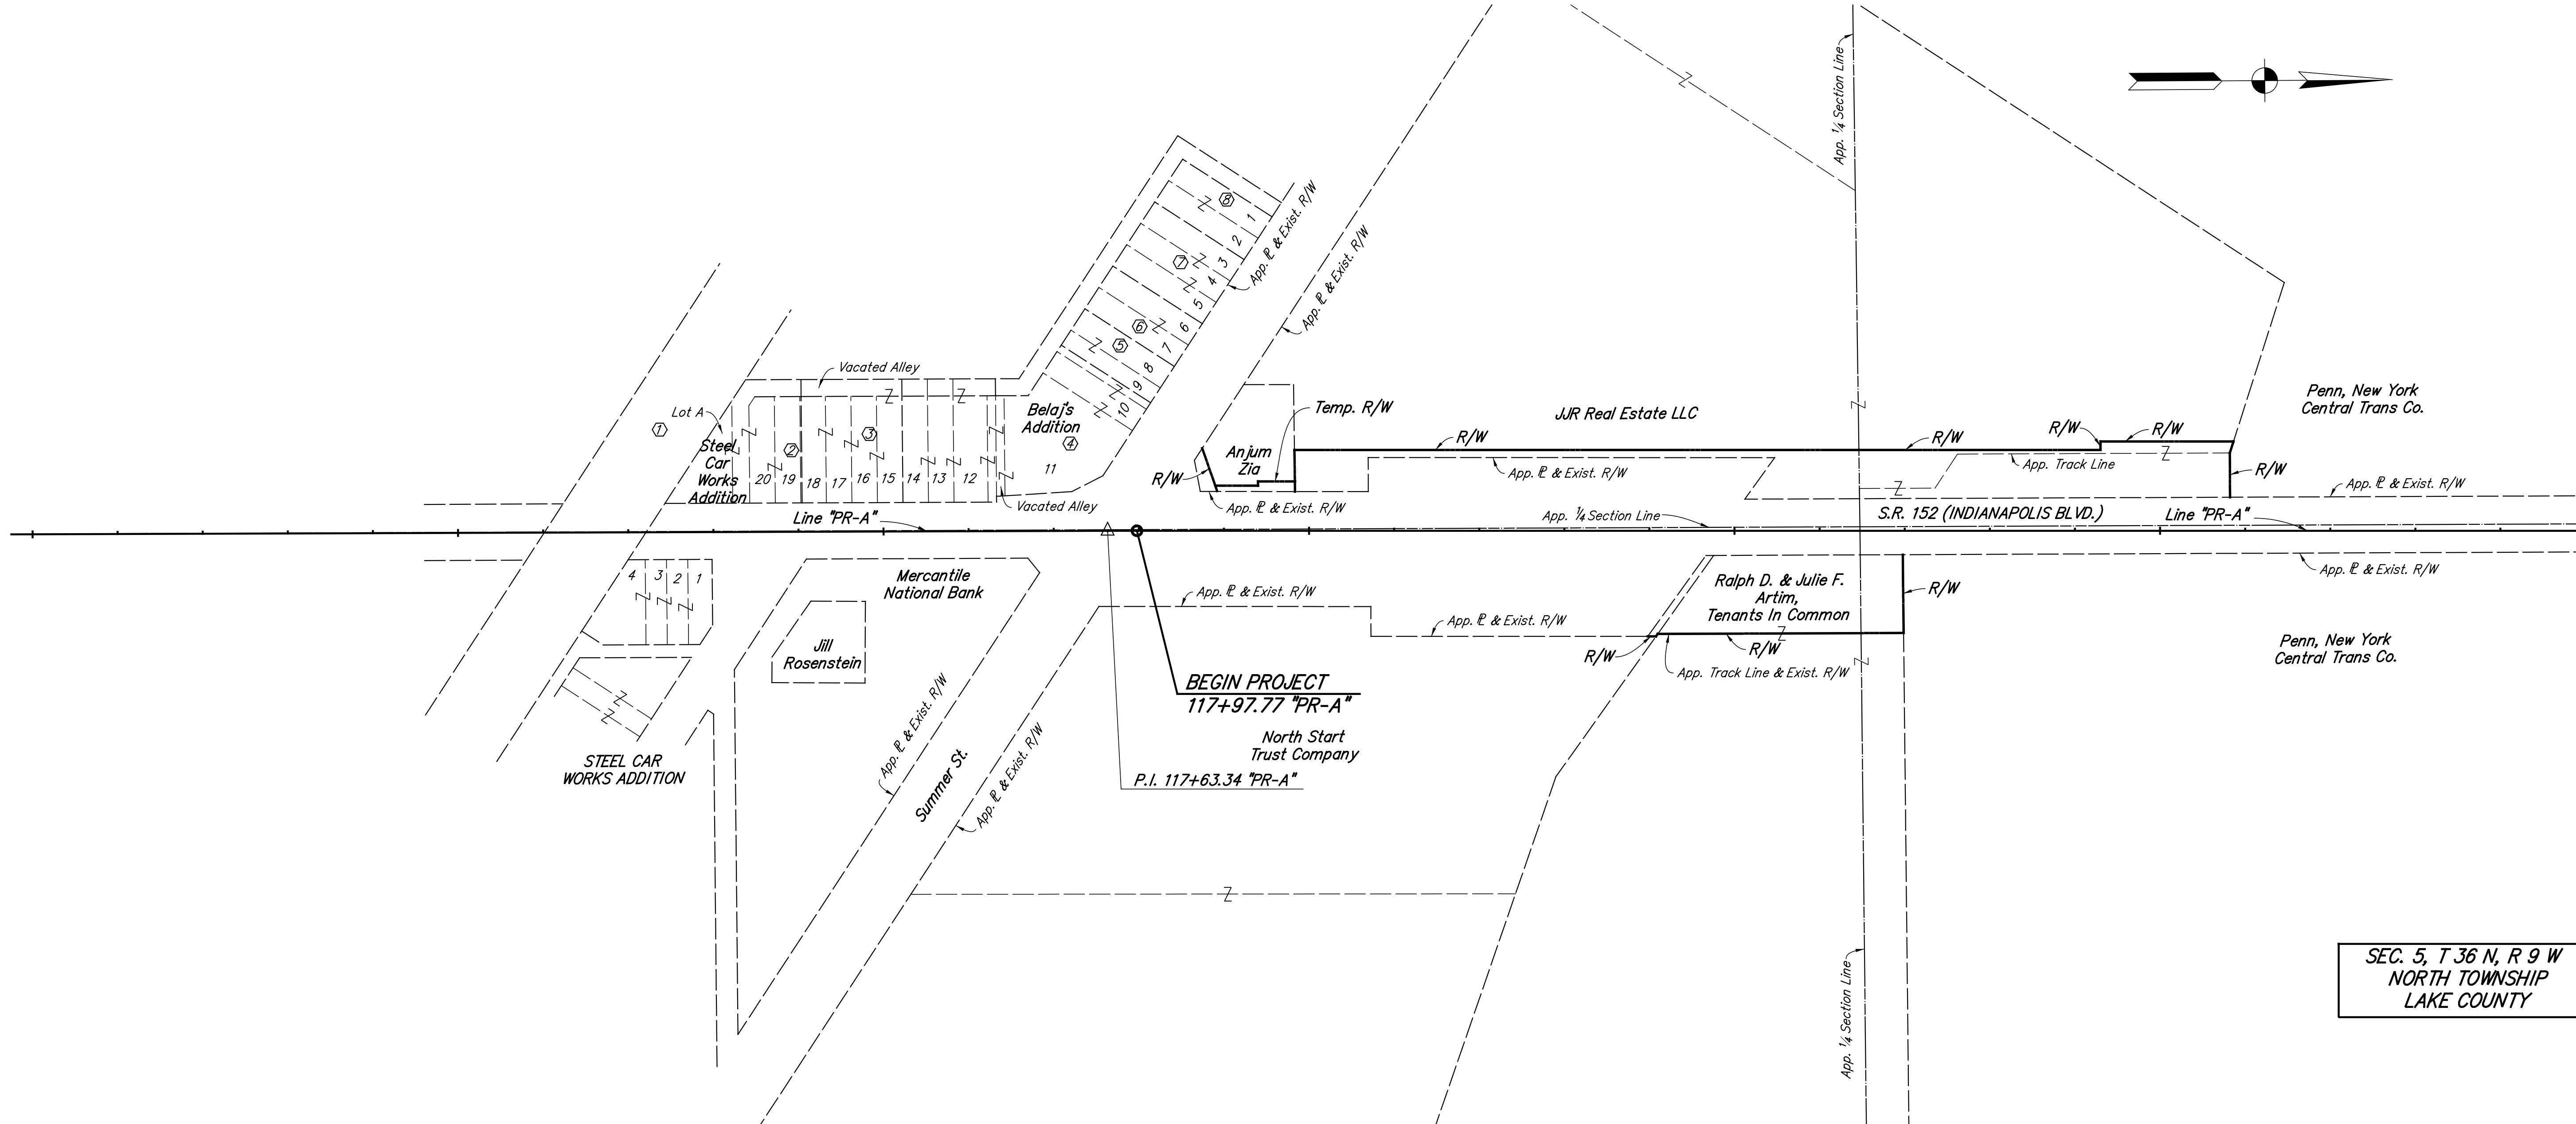 App. ¼ Section Line
8
1
2
3
4
5
6
7
8
9
10
7
6
5
App. ℙ & Exist. R/W
App. ℙ & Exist. R/W
Vacated Alley
Lot A
1
Steel
Car
Works
Addition
2
3
20
19
18
17
16
15
14
13
12
Belaj's
Addition
4
11
Vacated Alley
Line "PR-A"
Anjum
Zia
Temp. R/W
R/W
App. ℙ & Exist. R/W
JJR Real Estate LLC
R/W
App. ℙ & Exist. R/W
R/W
R/W
R/W
App. Track Line
R/W
Penn, New York
Central Trans Co.
App. ℙ & Exist. R/W
App. ¼ Section Line
S.R. 152 (INDIANAPOLIS BLVD.)
Line "PR-A"
App. ℙ & Exist. R/W
4
3
2
1
Mercantile
National Bank
Jill
Rosenstein
App. ℙ & Exist. R/W
App. ℙ & Exist. R/W
Ralph D. & Julie F.
Artim,
Tenants In Common
R/W
R/W
R/W
App. Track Line & Exist. R/W
Penn, New York
Central Trans Co.
BEGIN PROJECT
117+97.77 "PR-A"
North Start
Trust Company
P.I. 117+63.34 "PR-A"
STEEL CAR
WORKS ADDITION
App. ℙ & Exist. R/W
Summer St.
App. ℙ & Exist. R/W
App. ¼ Section Line
SEC. 5, T 36 N, R 9 W
NORTH TOWNSHIP
LAKE COUNTY